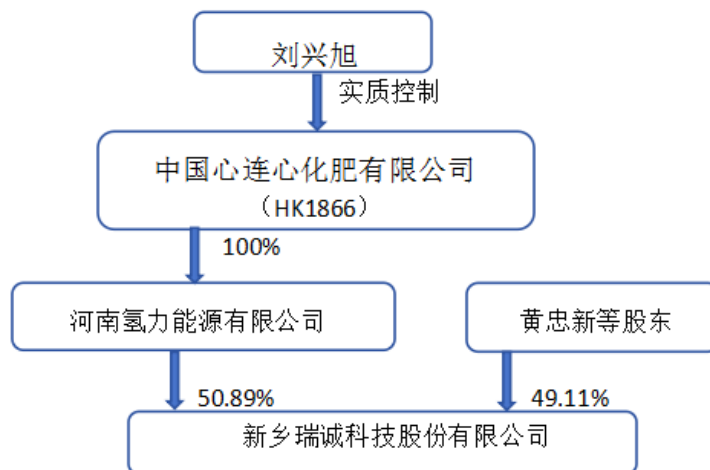 刘兴旭
实质控制
中国心连心化肥有限公司
（HK1866）
100%
河南氢力能源有限公司
黄忠新等股东
50.89%
49.11%
新乡瑞诚科技股份有限公司